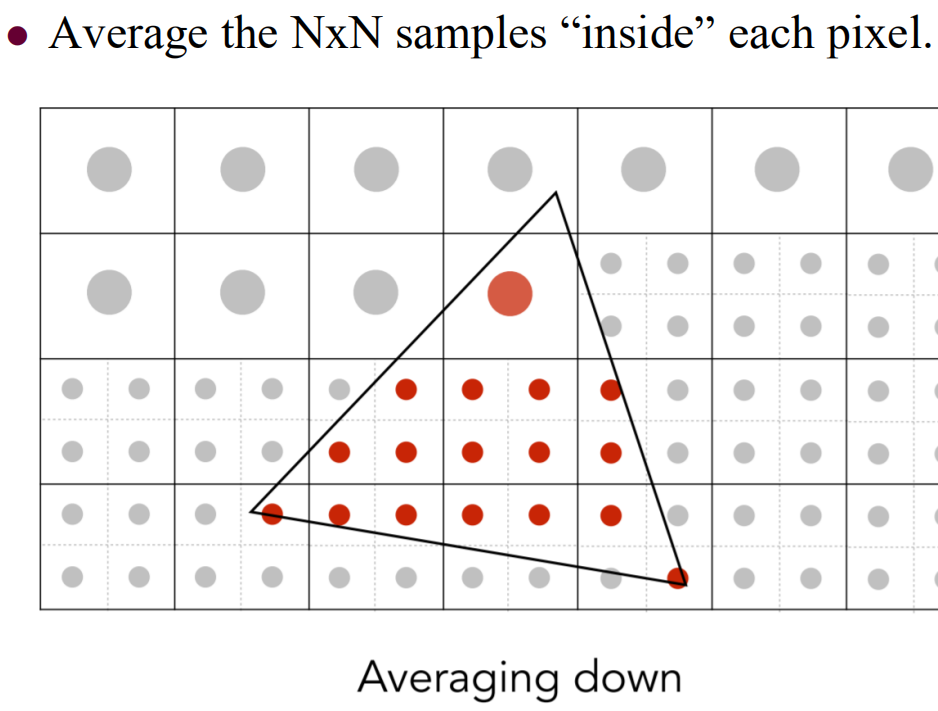 Average the NxN samples “inside” each pixel.
Averaging down